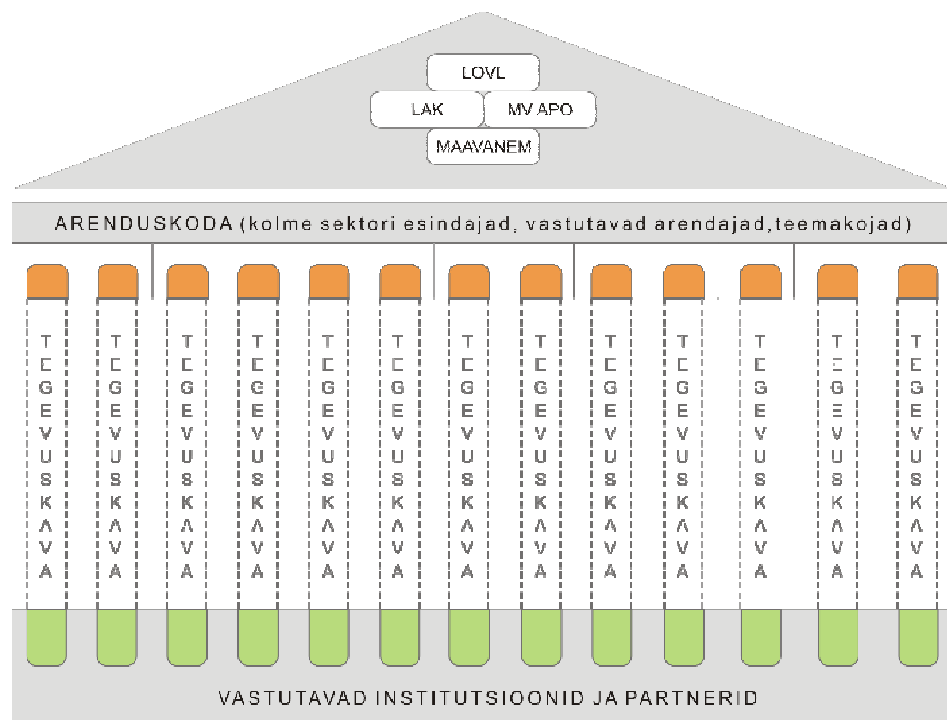 LOVL
LAK MV APO
MAAVANEM
ARENDUSKODA (kolme sektori esindajad, vastutavad arendajad,teemakojad)
TEGEVUSKAVA
TEGEVUSKAVA
TEGEVUSKAVA
TEGEVUSKAVA
TEGEVUSKAVA
TEGEVUSKAVA
TEGEVUSKAVA
TEGEVUSKAVA
TEGEVUSKAVA
TEGEVUSKAVA
TEGEVUSKAVA
TEGEVUSKAVA
TEGEVUSKAVA
VASTUTAVAD INSTITUTSIOONID JA PARTNERID